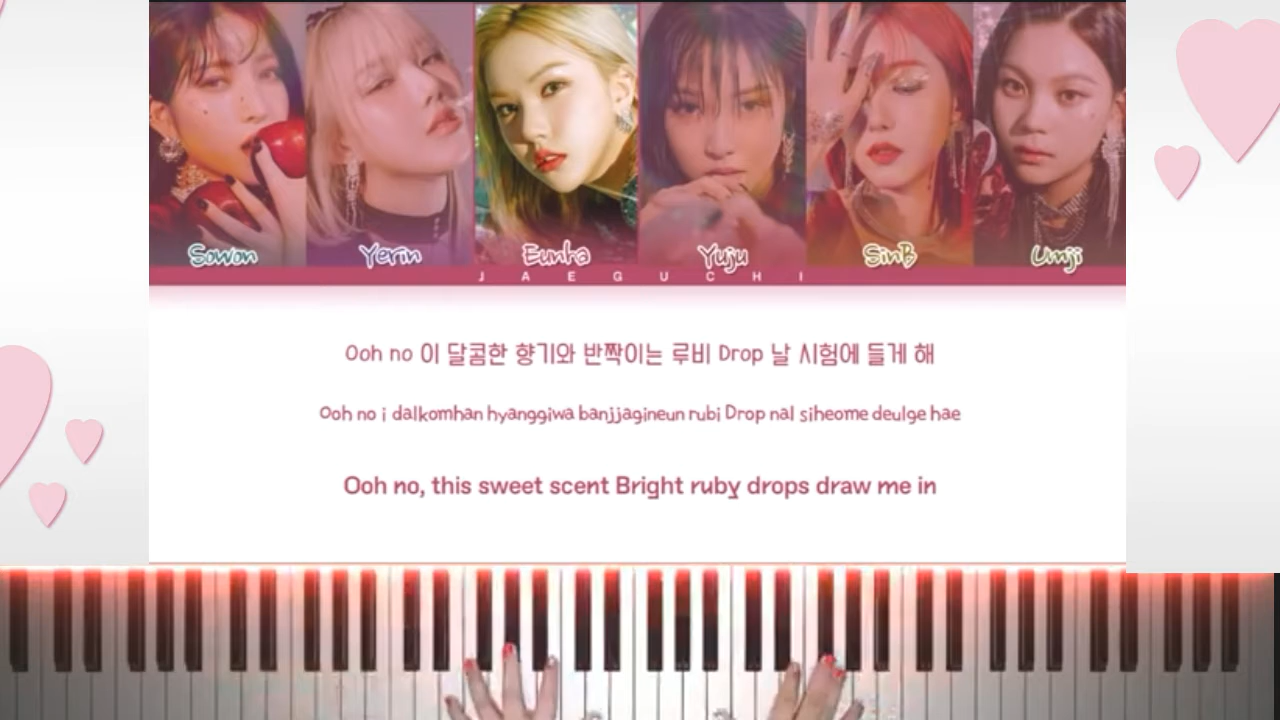 Sowon Yerin Eunha Yuju SinB Umji
JAEGUCHI
Ooh no 이 달콤한 향기와 반짝이는 루비 Drop 날 시험에 들게 해
Ooh no i dalkomhan hyanggiwa banjjagineun rubi Drop nal siheome deulge hae
Ooh no, this sweet scent Bright ruby drops draw me in